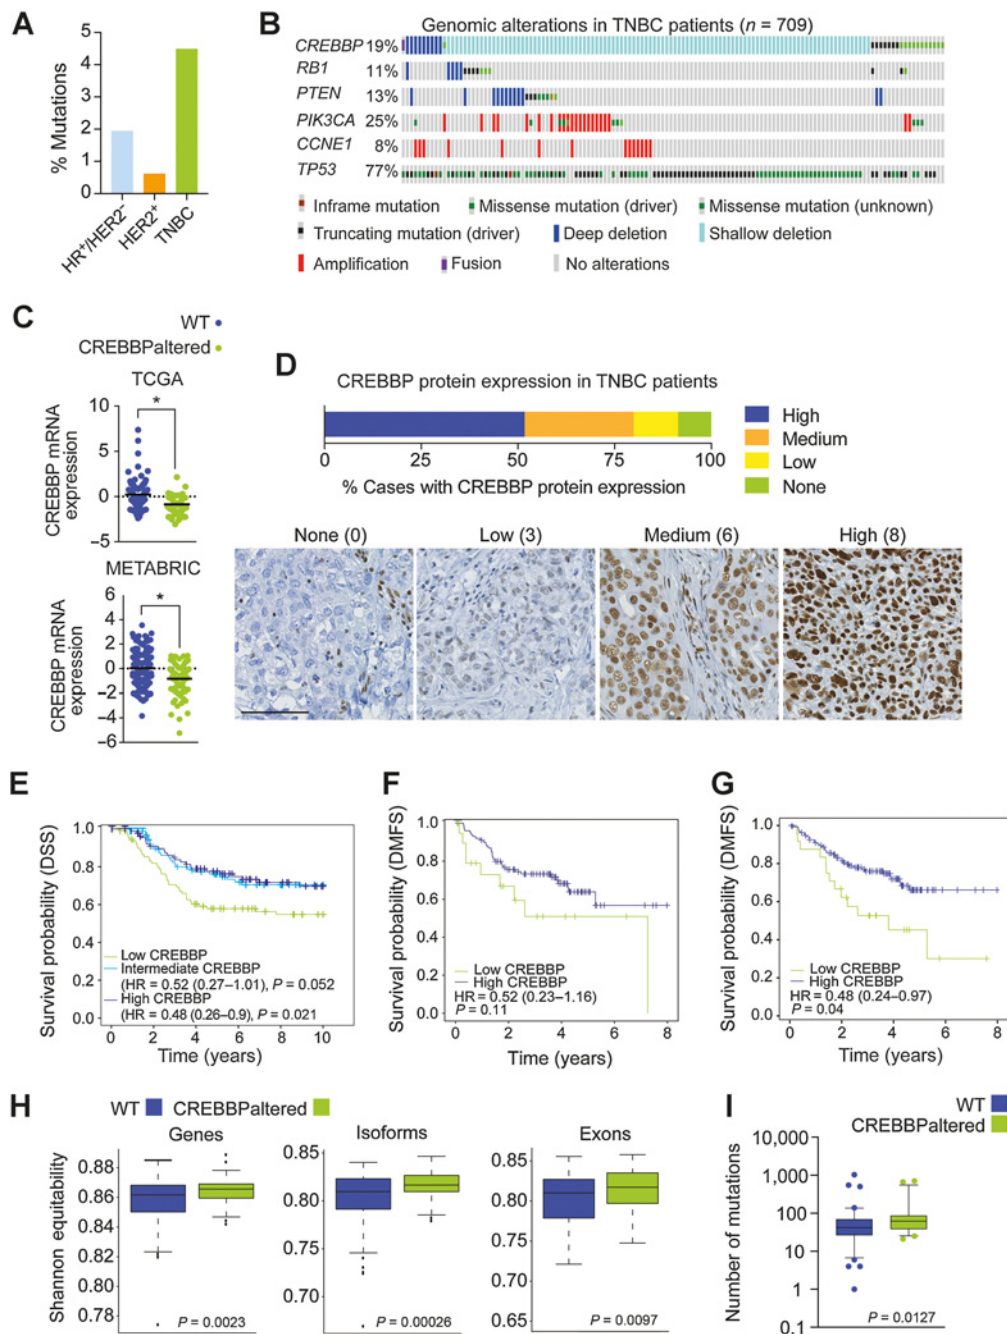 A
% Mutations
5
4
3
2
1
0
HR+/HER2-
HER2+
TNBC
B
Genomic alterations in TNBC patients (n = 709)
CREBBP 19%
RB1 11%
PTEN 13%
PIK3CA 25%
CCNE1 8%
TP53 77%
Inframe mutation Missense mutation (driver) Missense mutation (unknown)
Truncating mutation (driver) Deep deletion Shallow deletion
Amplification Fusion No alterations
C
WT
CREBBPaltered
TCGA
CREBBP mRNA
expression
10
5
0
−5
*
METABRIC
CREBBP mRNA
expression
6
4
2
0
−2
−4
−6
*
D
CREBBP protein expression in TNBC patients
0 25 50 75 100
% Cases with CREBBP protein expression
High
Medium
Low
None
None (0) Low (3) Medium (6) High (8)
E
Survival probability (DSS)
1.0
0.8
0.6
0.4
0.2
0.0
Low CREBBP
Intermediate CREBBP
(HR = 0.52 (0.27–1.01), P = 0.052
High CREBBP
(HR = 0.48 (0.26–0.9), P = 0.021
0 2 4 6 8 10
Time (years)
F
Survival probability (DMFS)
1.0
0.8
0.6
0.4
0.2
0.0
Low CREBBP
High CREBBP
HR = 0.52 (0.23–1.16)
P = 0.11
0 2 4 6 8
Time (years)
G
Survival probability (DMFS)
1.0
0.8
0.6
0.4
0.2
0.0
Low CREBBP
High CREBBP
HR = 0.48 (0.24–0.97)
P = 0.04
0 2 4 6 8
Time (years)
H
WT CREBBPaltered
Shannon equitability
Genes
0.88
0.86
0.84
0.82
0.80
0.78
P = 0.0023
Isoforms
0.85
0.80
0.75
0.70
P = 0.00026
Exons
0.85
0.80
0.75
0.70
0.65
P = 0.0097
I
WT
CREBBPaltered
Number of mutations
10,000
1,000
100
10
1
0.1
P = 0.0127